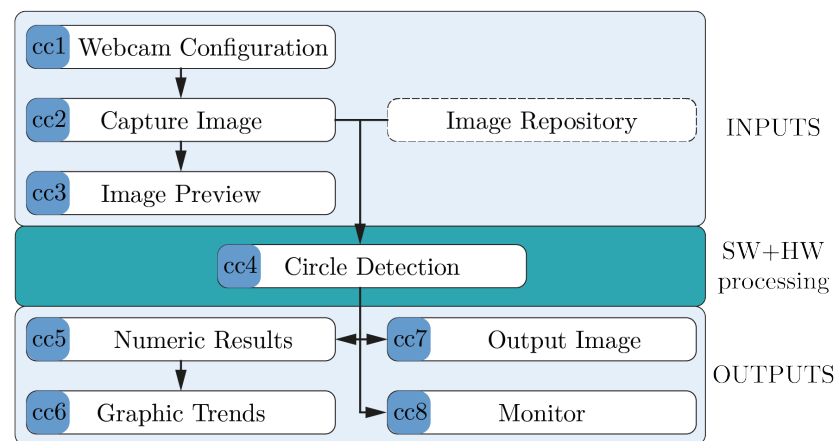 cc1 Webcam Configuration
cc2 Capture Image
Image Repository
INPUTS
cc3 Image Preview
cc4 Circle Detection
SW+HW
processing
cc5 Numeric Results
cc7 Output Image
OUTPUTS
cc6 Graphic Trends
cc8 Monitor